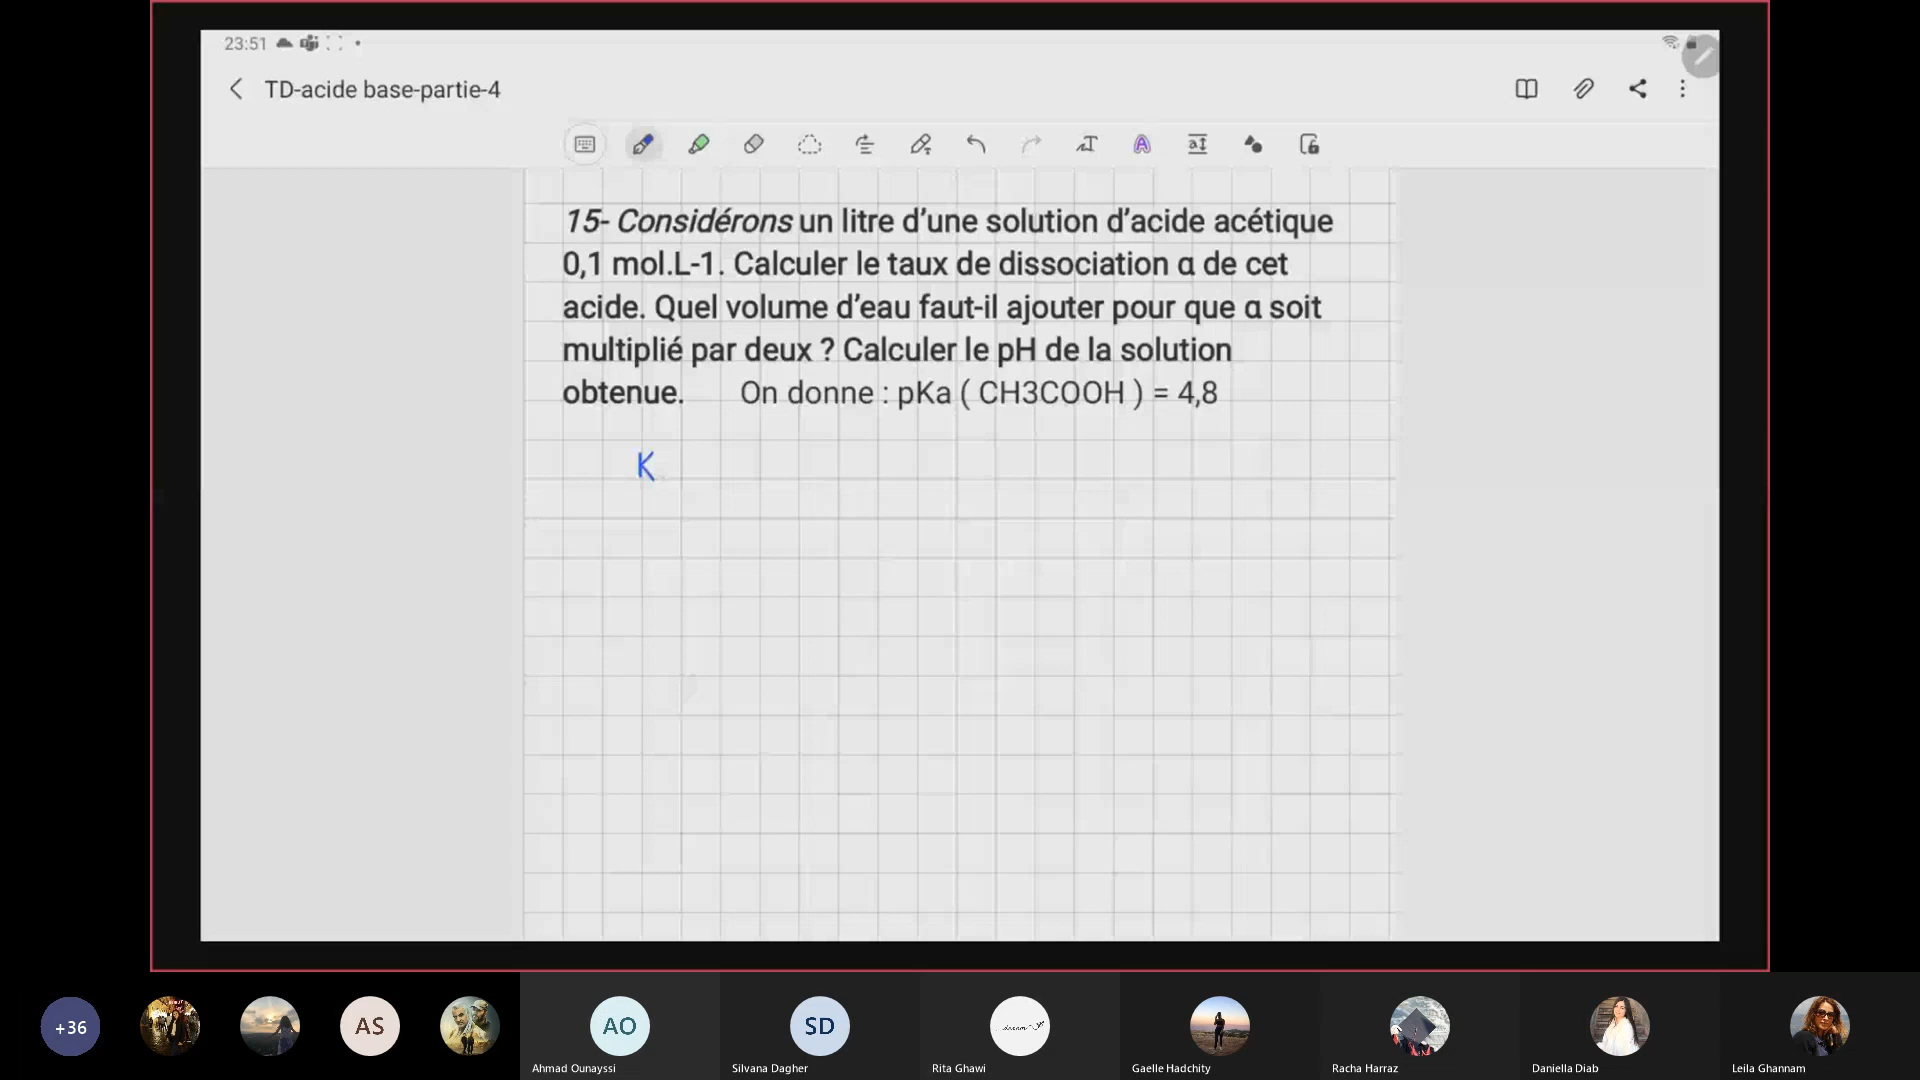 23:51
TD-acide base-partie-4
15- Considérons un litre d’une solution d’acide acétique
0,1 mol.L-1. Calculer le taux de dissociation α de cet
acide. Quel volume d’eau faut-il ajouter pour que α soit
multiplié par deux ? Calculer le pH de la solution
obtenue. On donne : pKa ( CH3COOH ) = 4,8
K
+36
AS
AO
SD
dream
Ahmad Ounayssi
Silvana Dagher
Rita Ghawi
Gaelle Hadchity
Racha Harraz
Daniella Diab
Leila Ghannam